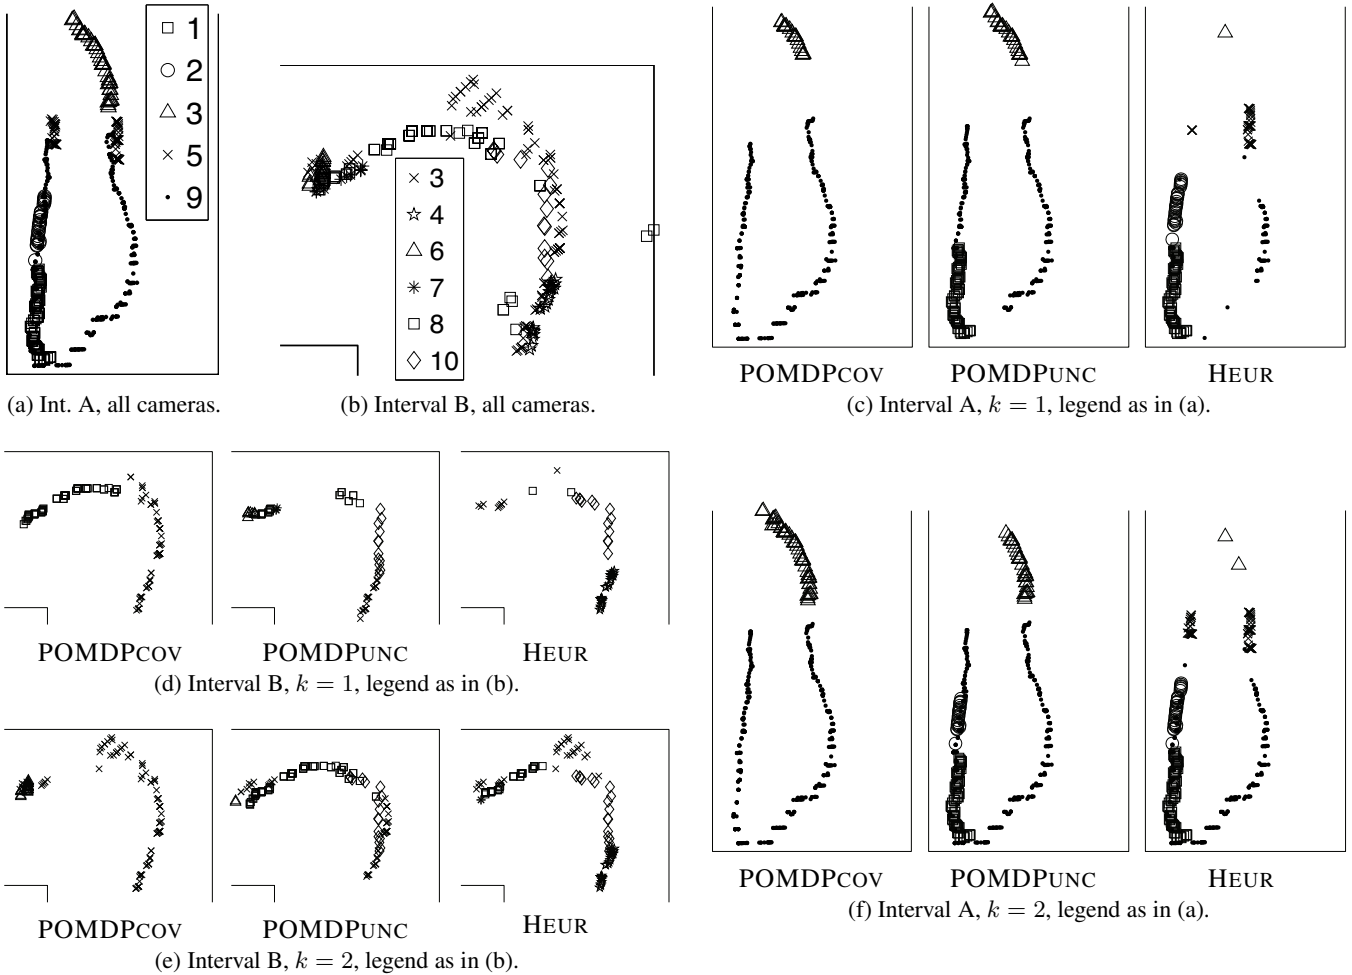 1
2
3
5
9
(a) Int. A, all cameras.
3
4
6
7
8
10
(b) Interval B, all cameras.
POMDPCOV POMDPUNC HEUR
(c) Interval A, k = 1, legend as in (a).
POMDPCOV POMDPUNC HEUR
(d) Interval B, k = 1, legend as in (b).
POMDPCOV POMDPUNC HEUR
(e) Interval B, k = 2, legend as in (b).
POMDPCOV POMDPUNC HEUR
(f) Interval A, k = 2, legend as in (a).